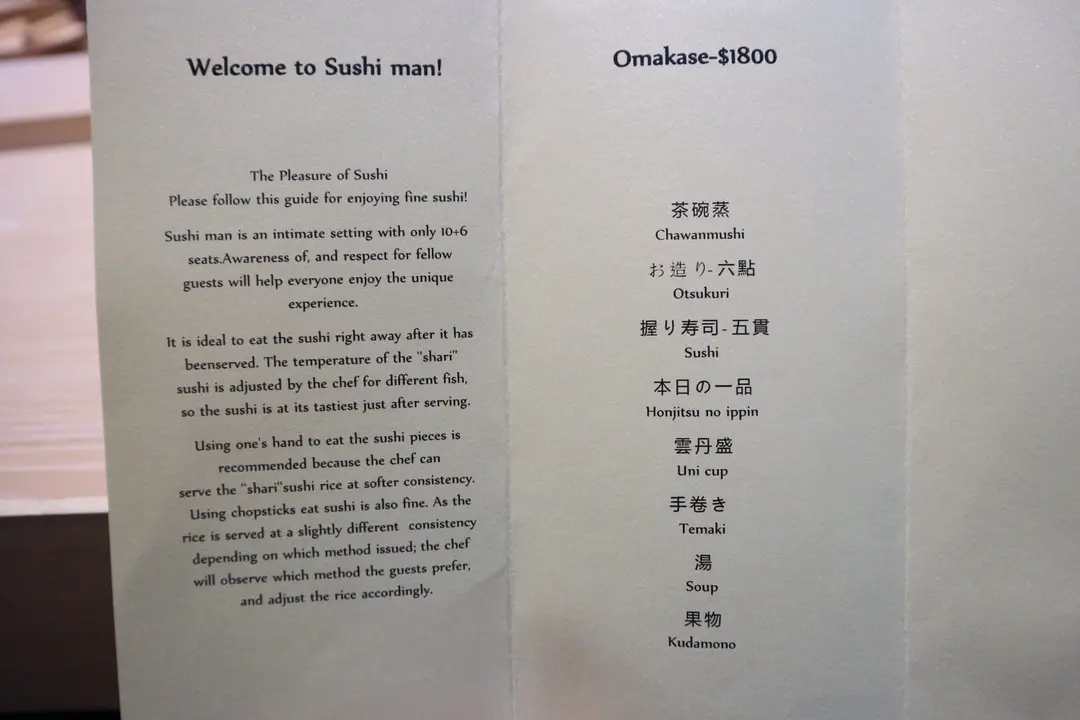 Welcome to Sushi man!
The Pleasure of Sushi
Please follow this guide for enjoying fine sushi!
Sushi man is an intimate setting with only 10+6
seats.Awareness of, and respect for fellow
guests will help everyone enjoy the unique
experience.
It is ideal to eat the sushi right away after it has
beenserved. The temperature of the "shari"
sushi is adjusted by the chef for different fish,
so the sushi is at its tastiest just after serving.
Using one's hand to eat the sushi pieces is
recommended because the chef can
serve the "shari"sushi rice at softer consistency.
Using chopsticks eat sushi is also fine. As the
rice is served at a slightly different consistency
depending on which method issued; the chef
will observe which method the guests prefer,
and adjust the rice accordingly.
Omakase-$1800
茶碗蒸
Chawanmushi
お造り-六點
Otsukuri
握り寿司-五貫
Sushi
本日の一品
Honjitsu no ippin
雲丹盛
Uni cup
手卷き
Temaki
湯
Soup
果物
Kudamono